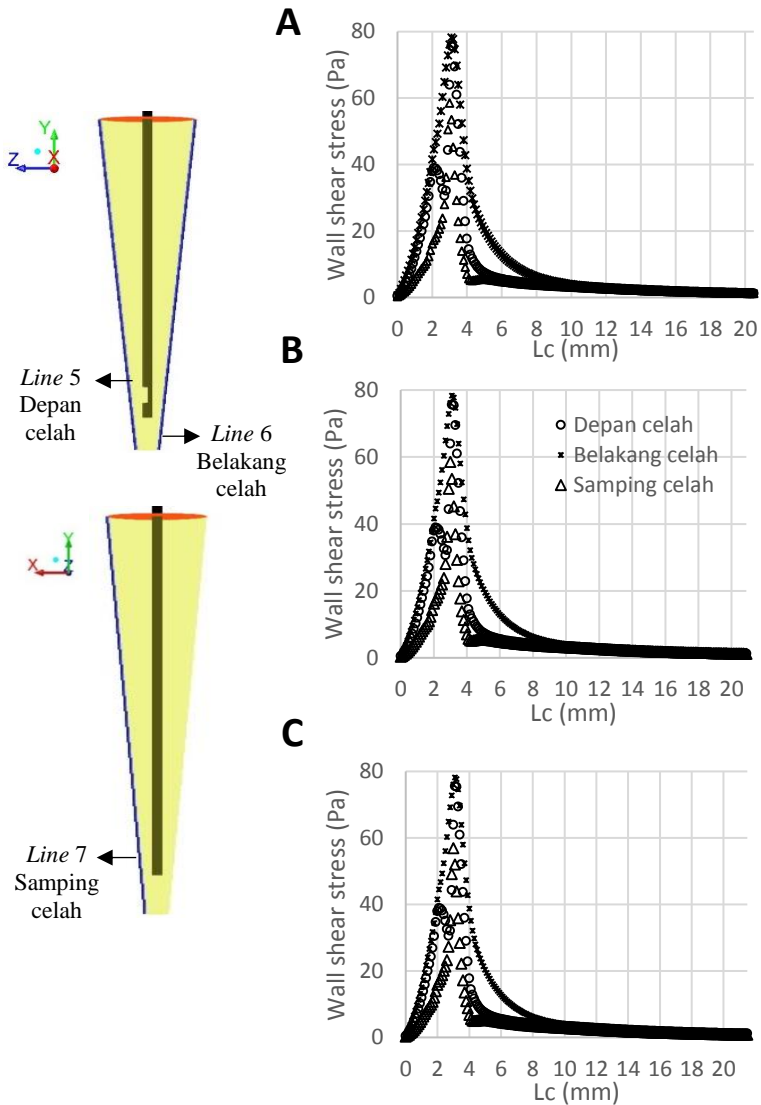 A
80
60
40
20
0
Wall shear stress (Pa)
0 2 4 6 8 10 12 14 16 18 20
Lc (mm)
Y
Z
X
Line 5
Depan
celah
Line 6
Belakang
celah
B
80
60
40
20
0
Wall shear stress (Pa)
Depan celah
Belakang celah
Samping celah
0 2 4 6 8 10 12 14 16 18 20
Lc (mm)
Y
X
Z
Line 7
Samping
celah
C
80
60
40
20
0
Wall shear stress (Pa)
0 2 4 6 8 10 12 14 16 18 20
Lc (mm)